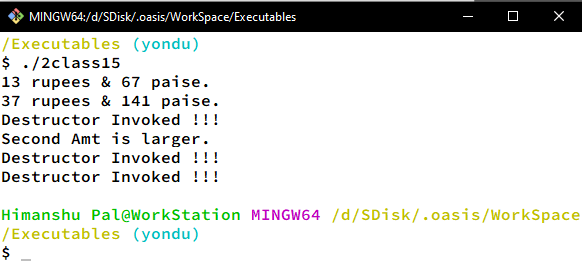 MINGW64:/d/SDisk/.oasis/WorkSpace/Executables
/Executables (yondu)
$ ./2class15
13 rupees & 67 paise.
37 rupees & 141 paise.
Destructor Invoked !!!
Second Amt is larger.
Destructor Invoked !!!
Destructor Invoked !!!
Himanshu Pal@WorkStation MINGW64 /d/SDisk/.oasis/WorkSpace
/Executables (yondu)
$ _